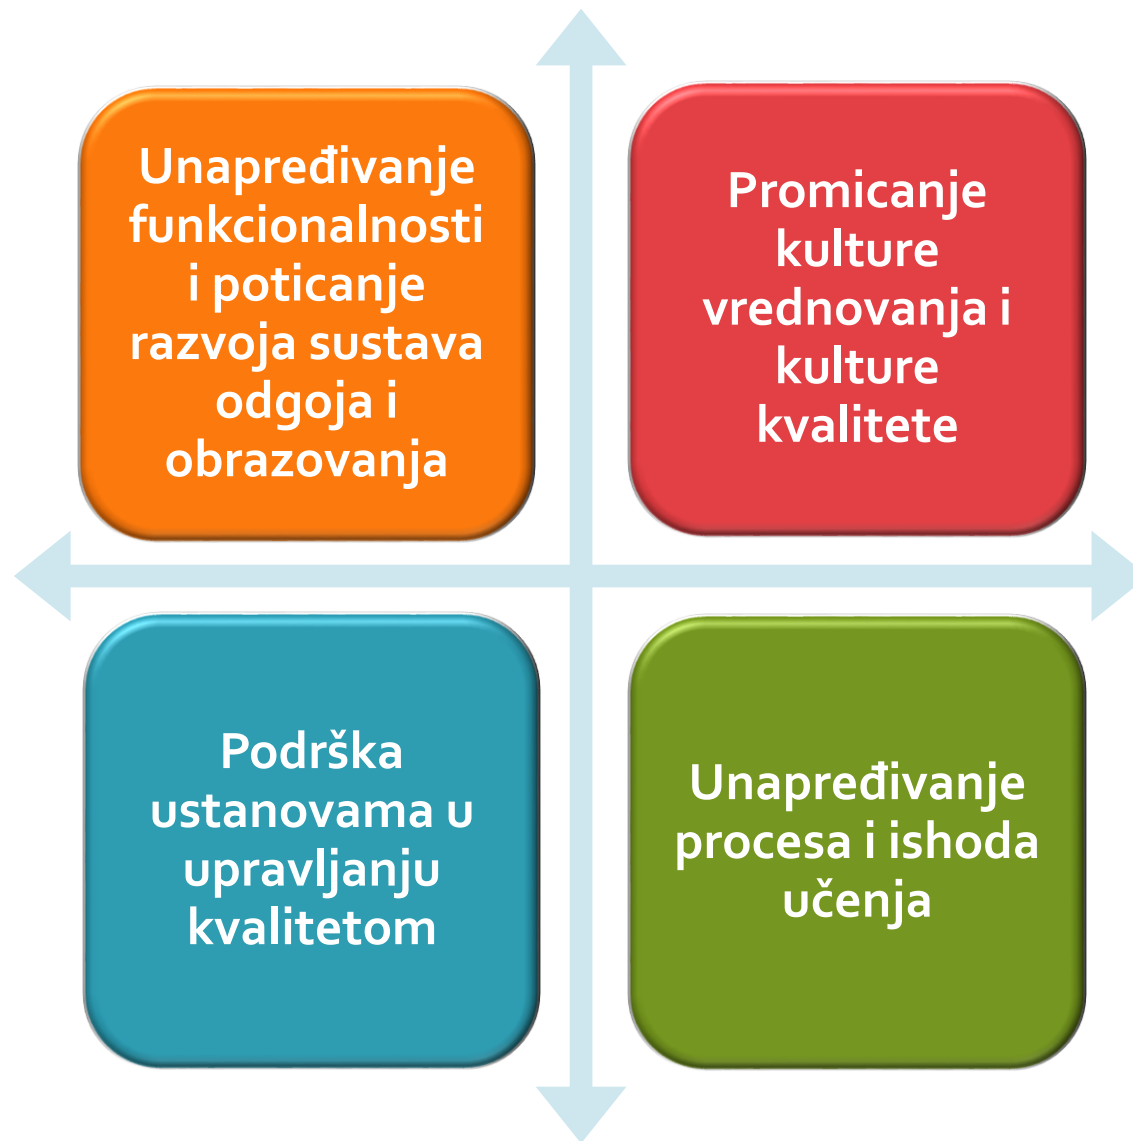 Unapređivanje
funkcionalnosti
i poticanje
razvoja sustava
odgoja i
obrazovanja
Promicanje
kulture
vrednovanja i
kulture
kvalitete
Podrška
ustanovama u
upravljanju
kvalitetom
Unapređivanje
procesa i ishoda
učenja